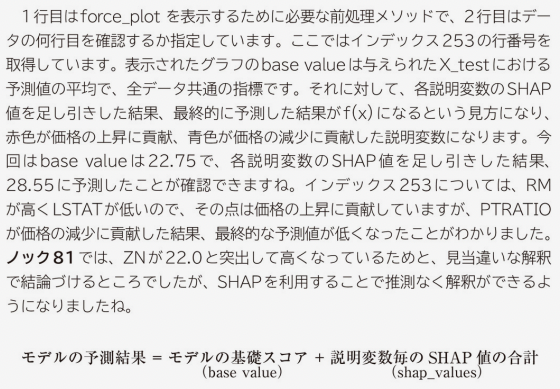 1行目はforce_plot を表示するために必要な前処理メソッドで、2行目はデー
タの何行目を確認するか指定しています。ここではインデックス253の行番号を
取得しています。表示されたグラフのbase valueは与えられたX_testにおける
予測値の平均で、全データ共通の指標です。それに対して、各説明変数のSHAP
値を足し引きした結果、最終的に予測した結果がf(x)になるという見方になり、
赤色が価格の上昇に貢献、青色が価格の減少に貢献した説明変数になります。今
回はbase valueは22.75で、各説明変数のSHAP値を足し引きした結果、
28.55に予測したことが確認できますね。インデックス253については、RM
が高くLSTATが低いので、その点は価格の上昇に貢献していますが、PTRATIO
が価格の減少に貢献した結果、最終的な予測値が低くなったことがわかりました。
ノック81では、ZNが22.0と突出して高くなっているためと、見当違いな解釈
で結論づけるところでしたが、SHAPを利用することで推測なく解釈ができるよ
うになりましたね。
モデルの予測結果 = モデルの基礎スコア + 説明変数毎の SHAP 値の合計
(base value) (shap_values)